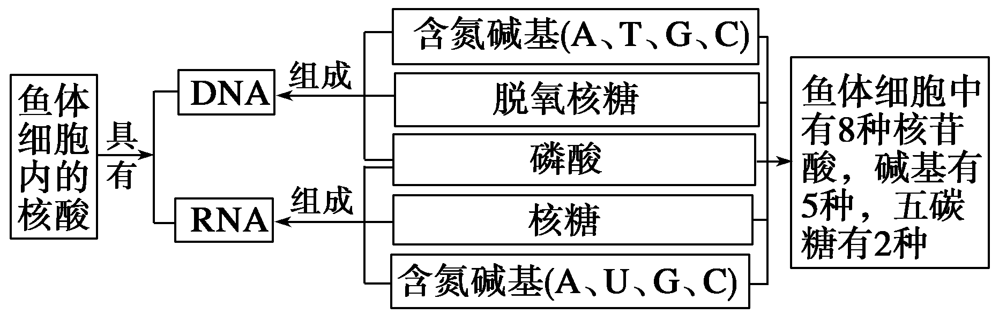 鱼体
细胞
内的
核酸
具
有
DNA
RNA
组成
组成
含氮碱基(A、T、G、C)
脱氧核糖
磷酸
核糖
含氮碱基(A、U、G、C)
鱼体细胞中
有8种核苷
酸，碱基有
5种，五碳
糖有2种